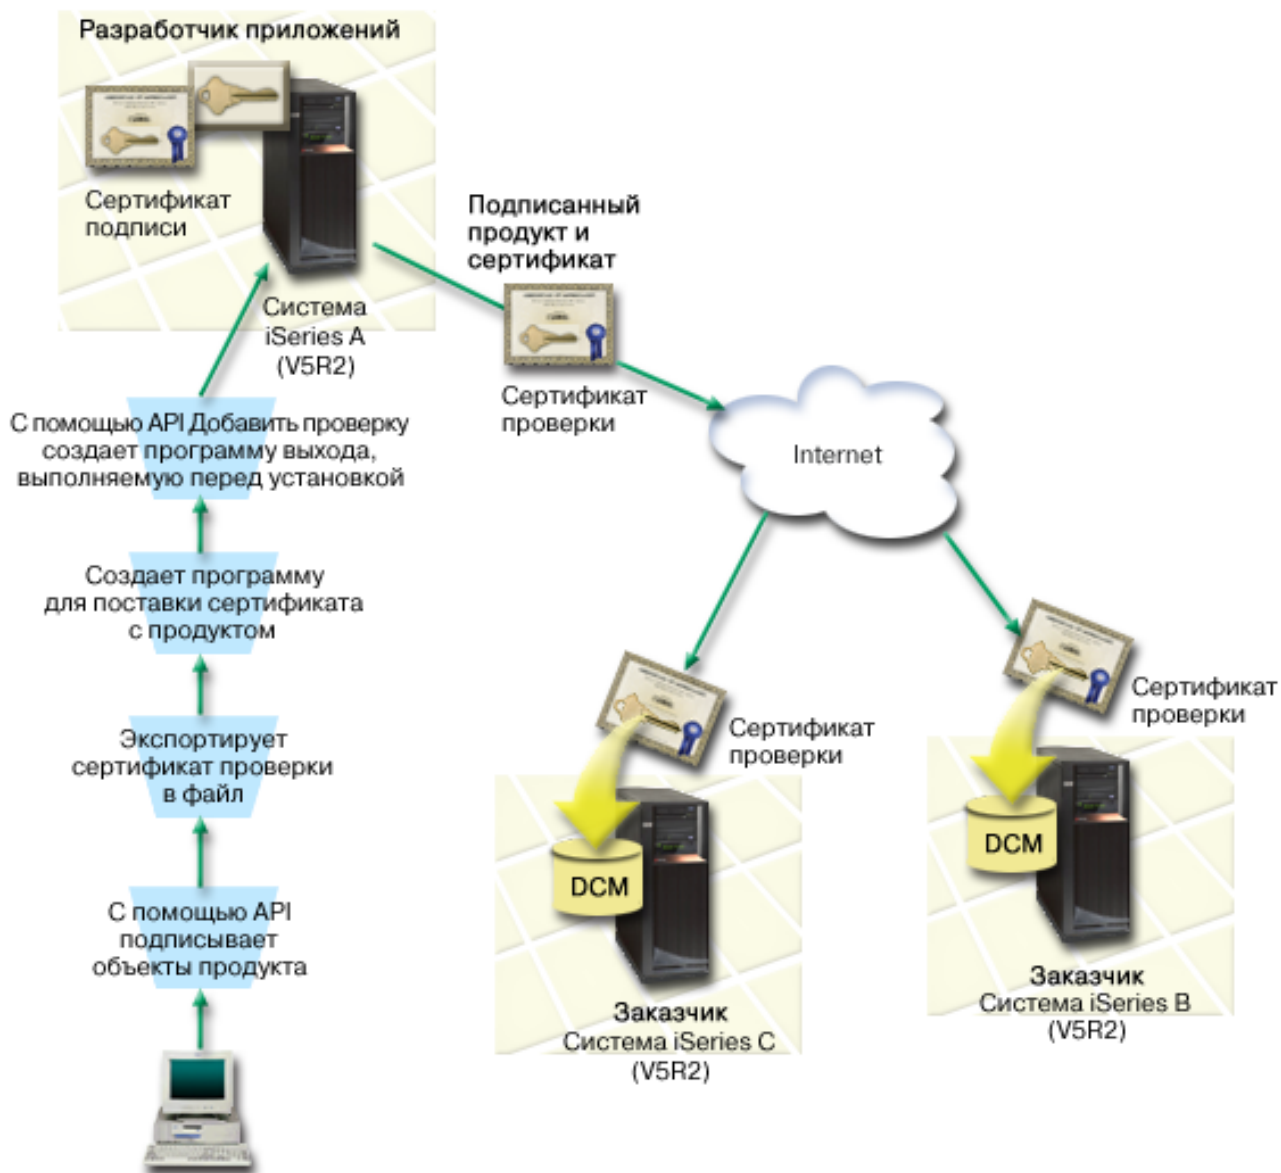 Разработчик приложений
Сертификат
подписи
Система
iSeries A
(V5R2)
Подписанный
продукт и
сертификат
Сертификат
проверки
Internet
С помощью API Добавить проверку
создает программу выхода,
выполняемую перед установкой
Создает программу
для поставки сертификата
с продуктом
Экспортирует
сертификат проверки
в файл
С помощью API
подписывает
объекты продукта
Сертификат
проверки
DCM
Заказчик
Система iSeries C
(V5R2)
Сертификат
проверки
DCM
Заказчик
Система iSeries B
(V5R2)